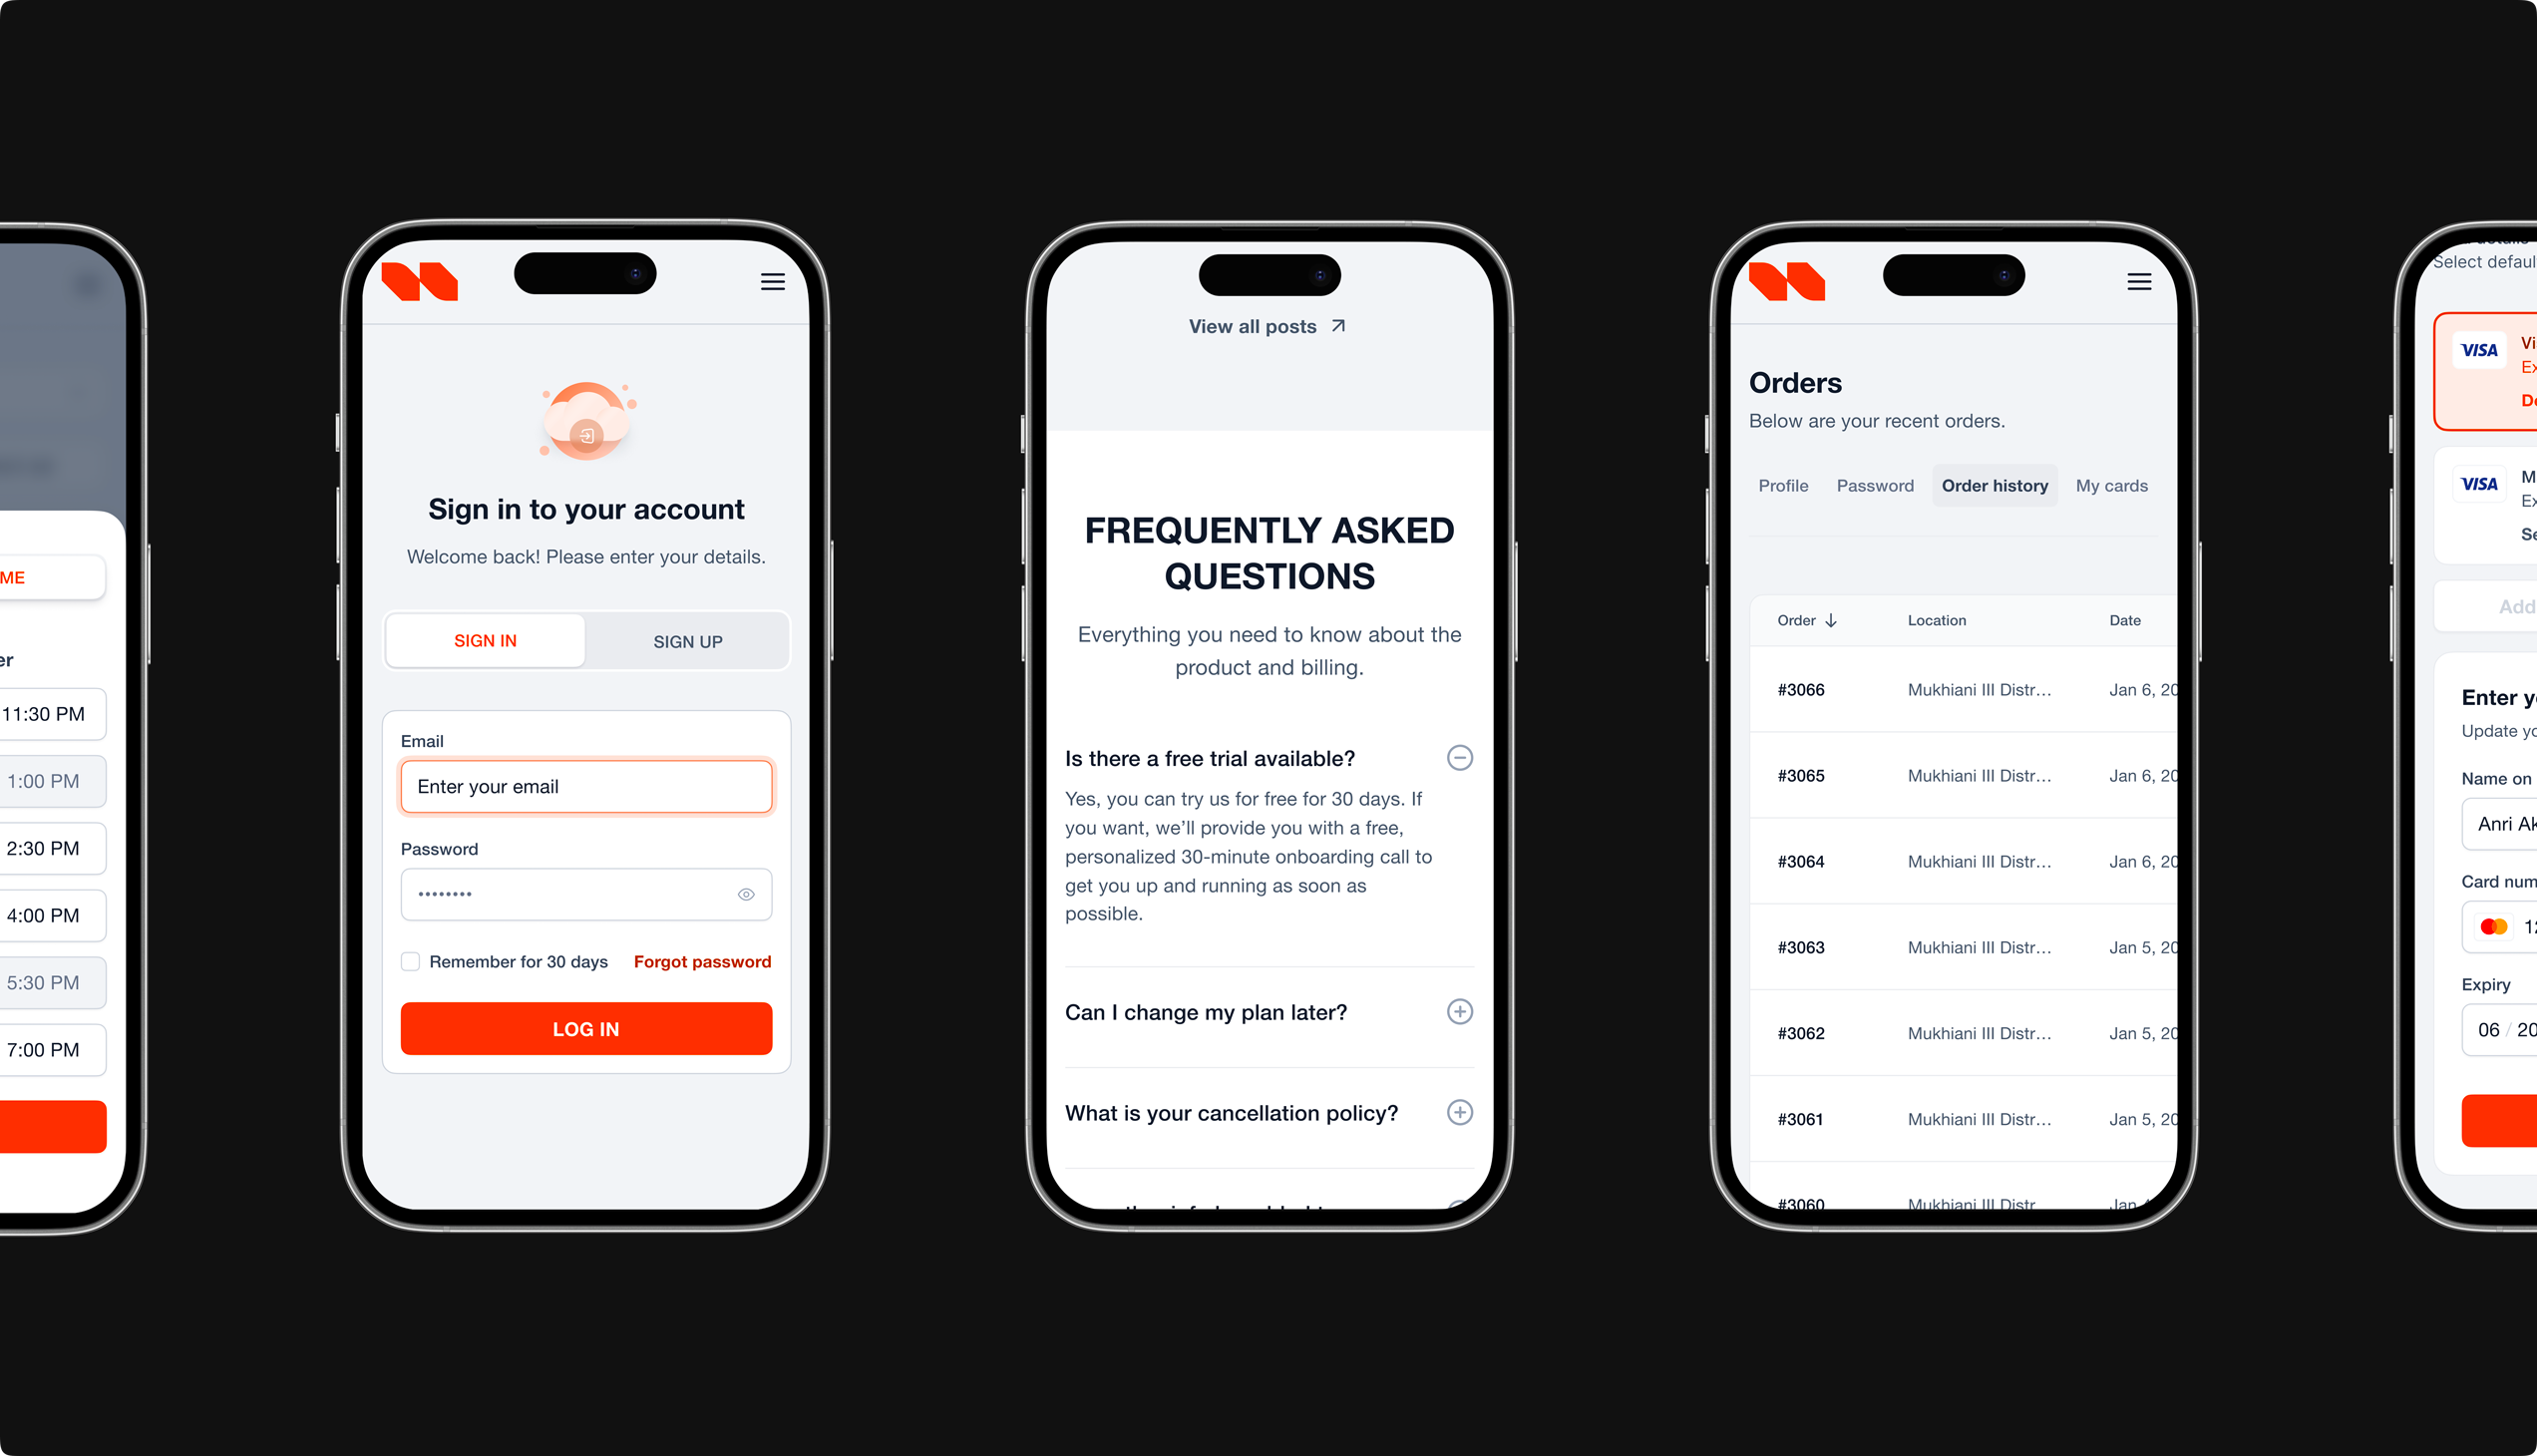 ME
er
11:30 PM
1:00 PM
2:30 PM
4:00 PM
5:30 PM
7:00 PM
Sign in to your account
Welcome back! Please enter your details.
SIGN IN
SIGN UP
Email
Enter your email
Password
Remember for 30 days
Forgot password
LOG IN
View all posts
FREQUENTLY ASKED
QUESTIONS
Everything you need to know about the
product and billing.
Is there a free trial available?
Yes, you can try us for free for 30 days. If
you want, we'll provide you with a free,
personalized 30-minute onboarding call to
get you up and running as soon as
possible.
Can I change my plan later?
What is your cancellation policy?
Orders
Below are your recent orders.
Profile Password Order history My cards
Order Location Date
#3066 Mukhiani III Distr... Jan 6, 20
#3065 Mukhiani III Distr... Jan 6, 20
#3064 Mukhiani III Distr... Jan 6, 20
#3063 Mukhiani III Distr... Jan 5, 20
#3062 Mukhiani III Distr... Jan 5, 20
#3061 Mukhiani III Distr... Jan 5, 20
#3060 Mukhiani III Distr Jan
Select defaul
VISA Vi
Ex
De
VISA M
Ex
Se
Add
Enter y
Update yo
Name on
Anri Ak
Card num
12
Expiry
06 / 20